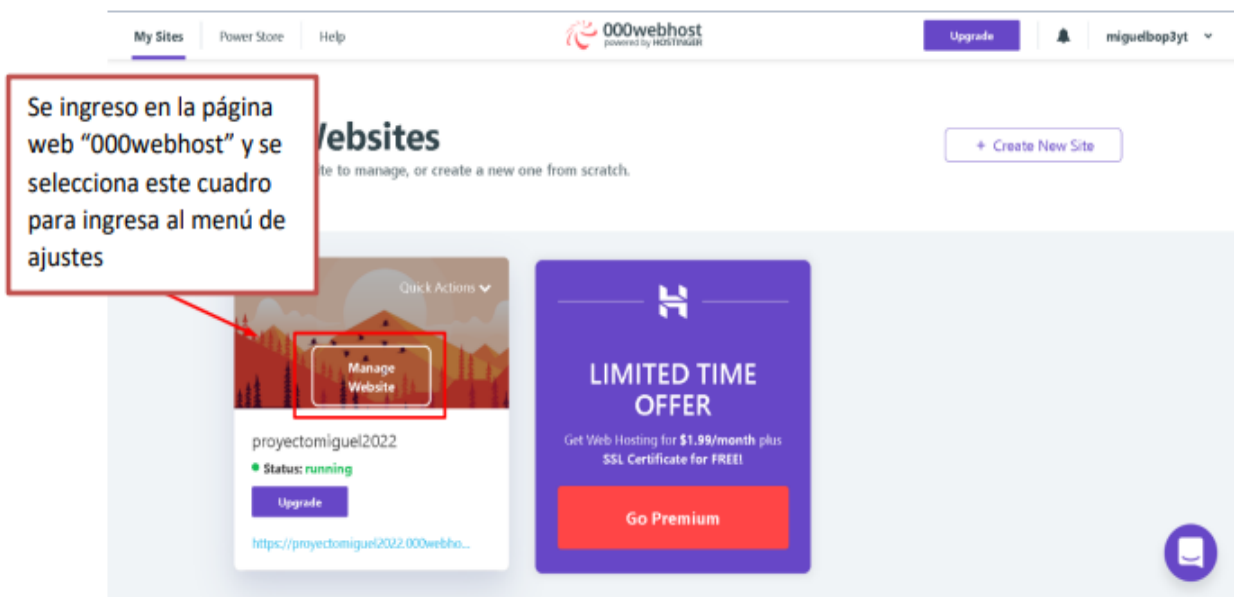 My Sites
Power Store
Help
000webhost
powered by HOSTINGER
Upgrade
miguelbop3yt
Se ingreso en la página
web “000webhost” y se
selecciona este cuadro
para ingresa al menú de
ajustes
Websites
te to manage, or create a new one from scratch.
+ Create New Site
Quick Actions
Manage
Website
proyectomiguel2022
Status: running
Upgrade
https://proyectomiguel2022.000webho...
LIMITED TIME
OFFER
Get Web Hosting for $1.99/month plus
SSL Certificate for FREE!
Go Premium